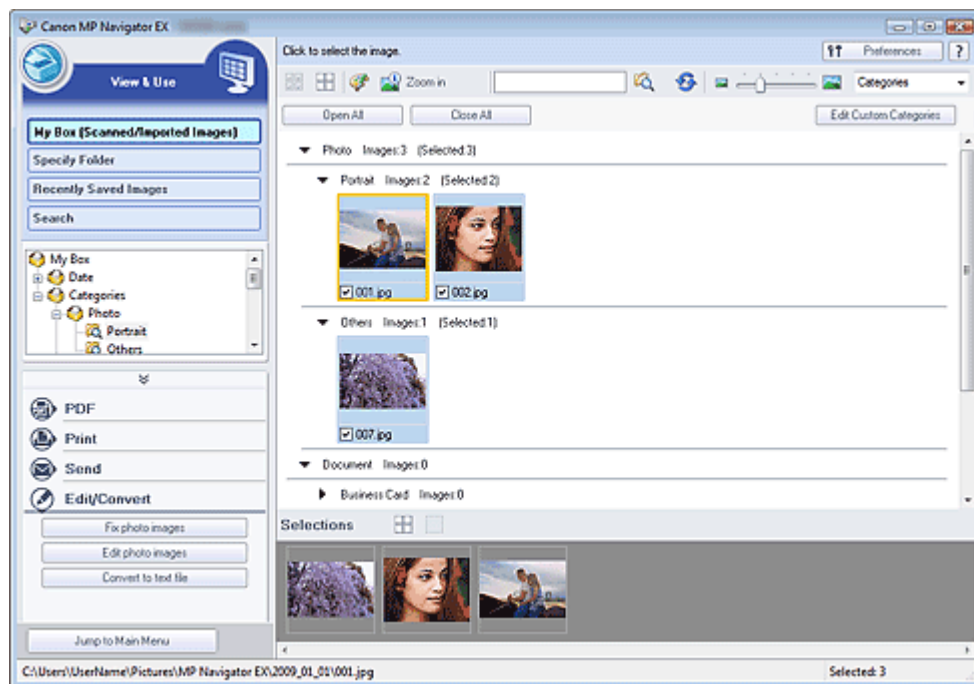 Canon MP Navigator EX
View & Use
My Box (Scanned/Imported Images)
Specify Folder
Recently Saved Images
Search
My Box
Date
Categories
Photo
Portrait
Others
PDF
Print
Send
Edit/Convert
Fix photo images
Edit photo images
Convert to text file
Jump to Main Menu
Click to select the image.
Preferences
?
Zoom in
Categories
Open All
Close All
Edit Custom Categories
Photo Images:3 (Selected:3)
Portrait Images:2 (Selected:2)
001.jpg
002.jpg
Others Images:1 (Selected:1)
007.jpg
Document Images:0
Business Card Images:0
Selections
C:\Users\UserName\Pictures\MP Navigator EX\2009_01_01\001.jpg
Selected: 3